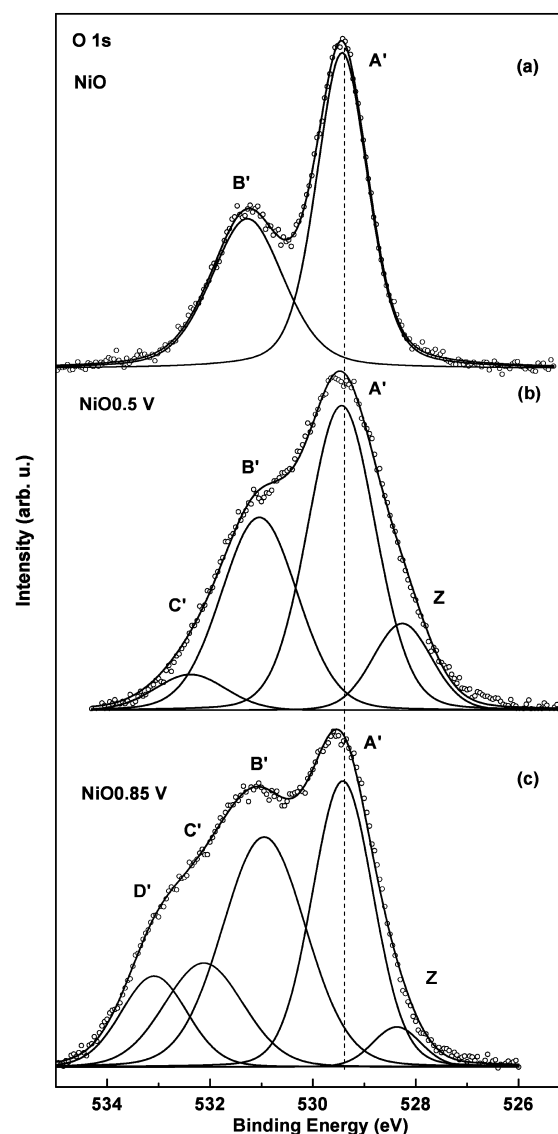 O 1s
A'
(a)
NiO
B'
A'
(b)
NiO0.5 V
B'
C'
Z
Intensity (arb. u.)
A'
B'
(c)
NiO0.85 V
C'
D'
Z
534 532 530 528 526
Binding Energy (eV)